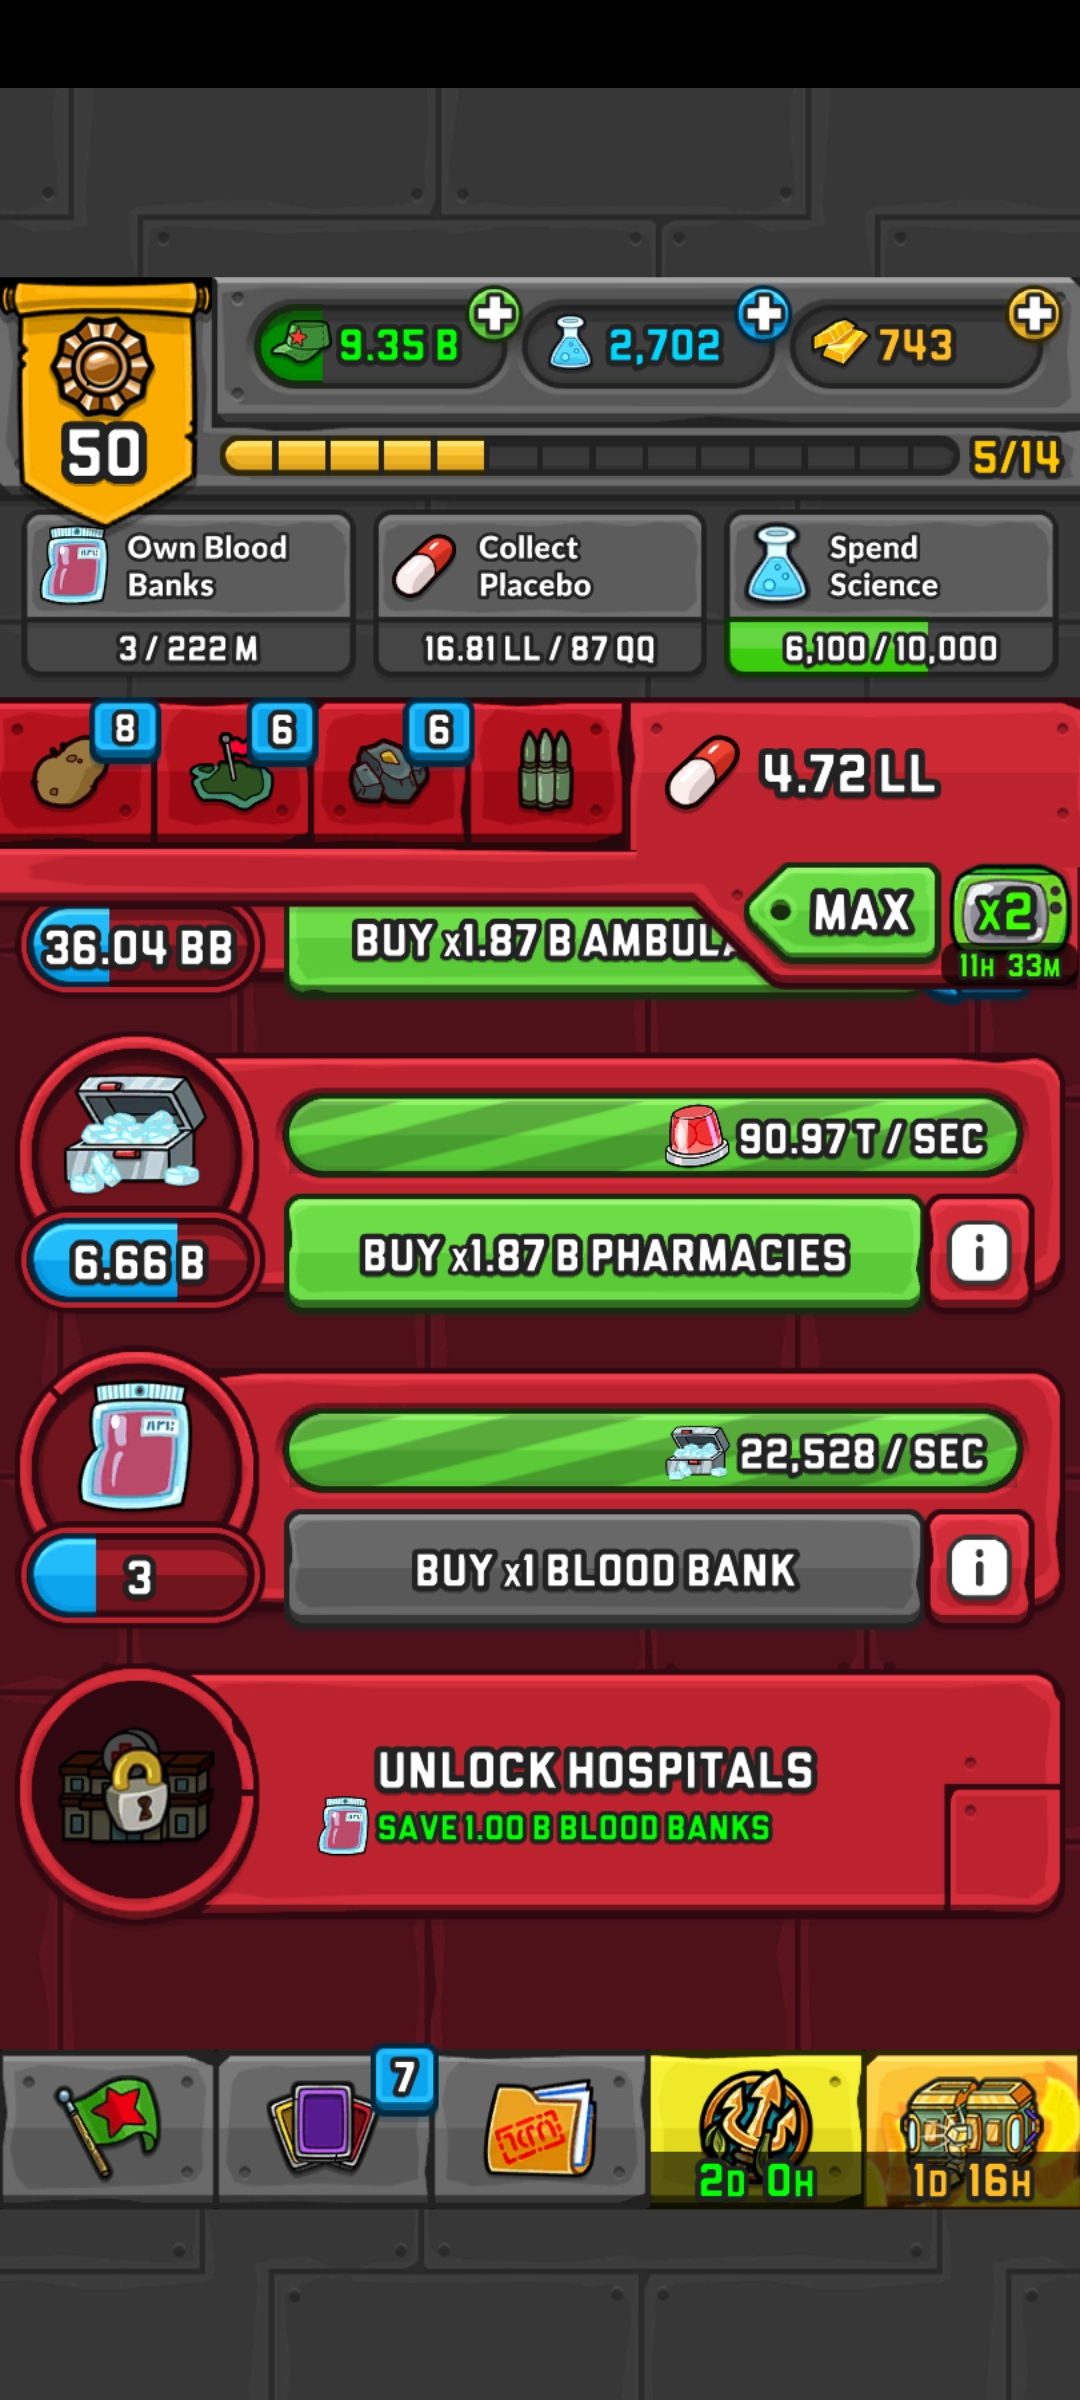 9.35 B
2,702
743
50
5/14
Own Blood
Banks
3 / 222 M
Collect
Placebo
16.81 LL / 87 QQ
Spend
Science
6,100 / 10,000
8
6
6
4.72 LL
MAX
x2
11H 33M
36.04 BB
BUY x1.87 B AMBULA
90.97 T / SEC
6.66 B
BUY x1.87 B PHARMACIES
i
22,528 / SEC
3
BUY x1 BLOOD BANK
i
UNLOCK HOSPITALS
SAVE 1.00 B BLOOD BANKS
7
2D 0H
1D 16H